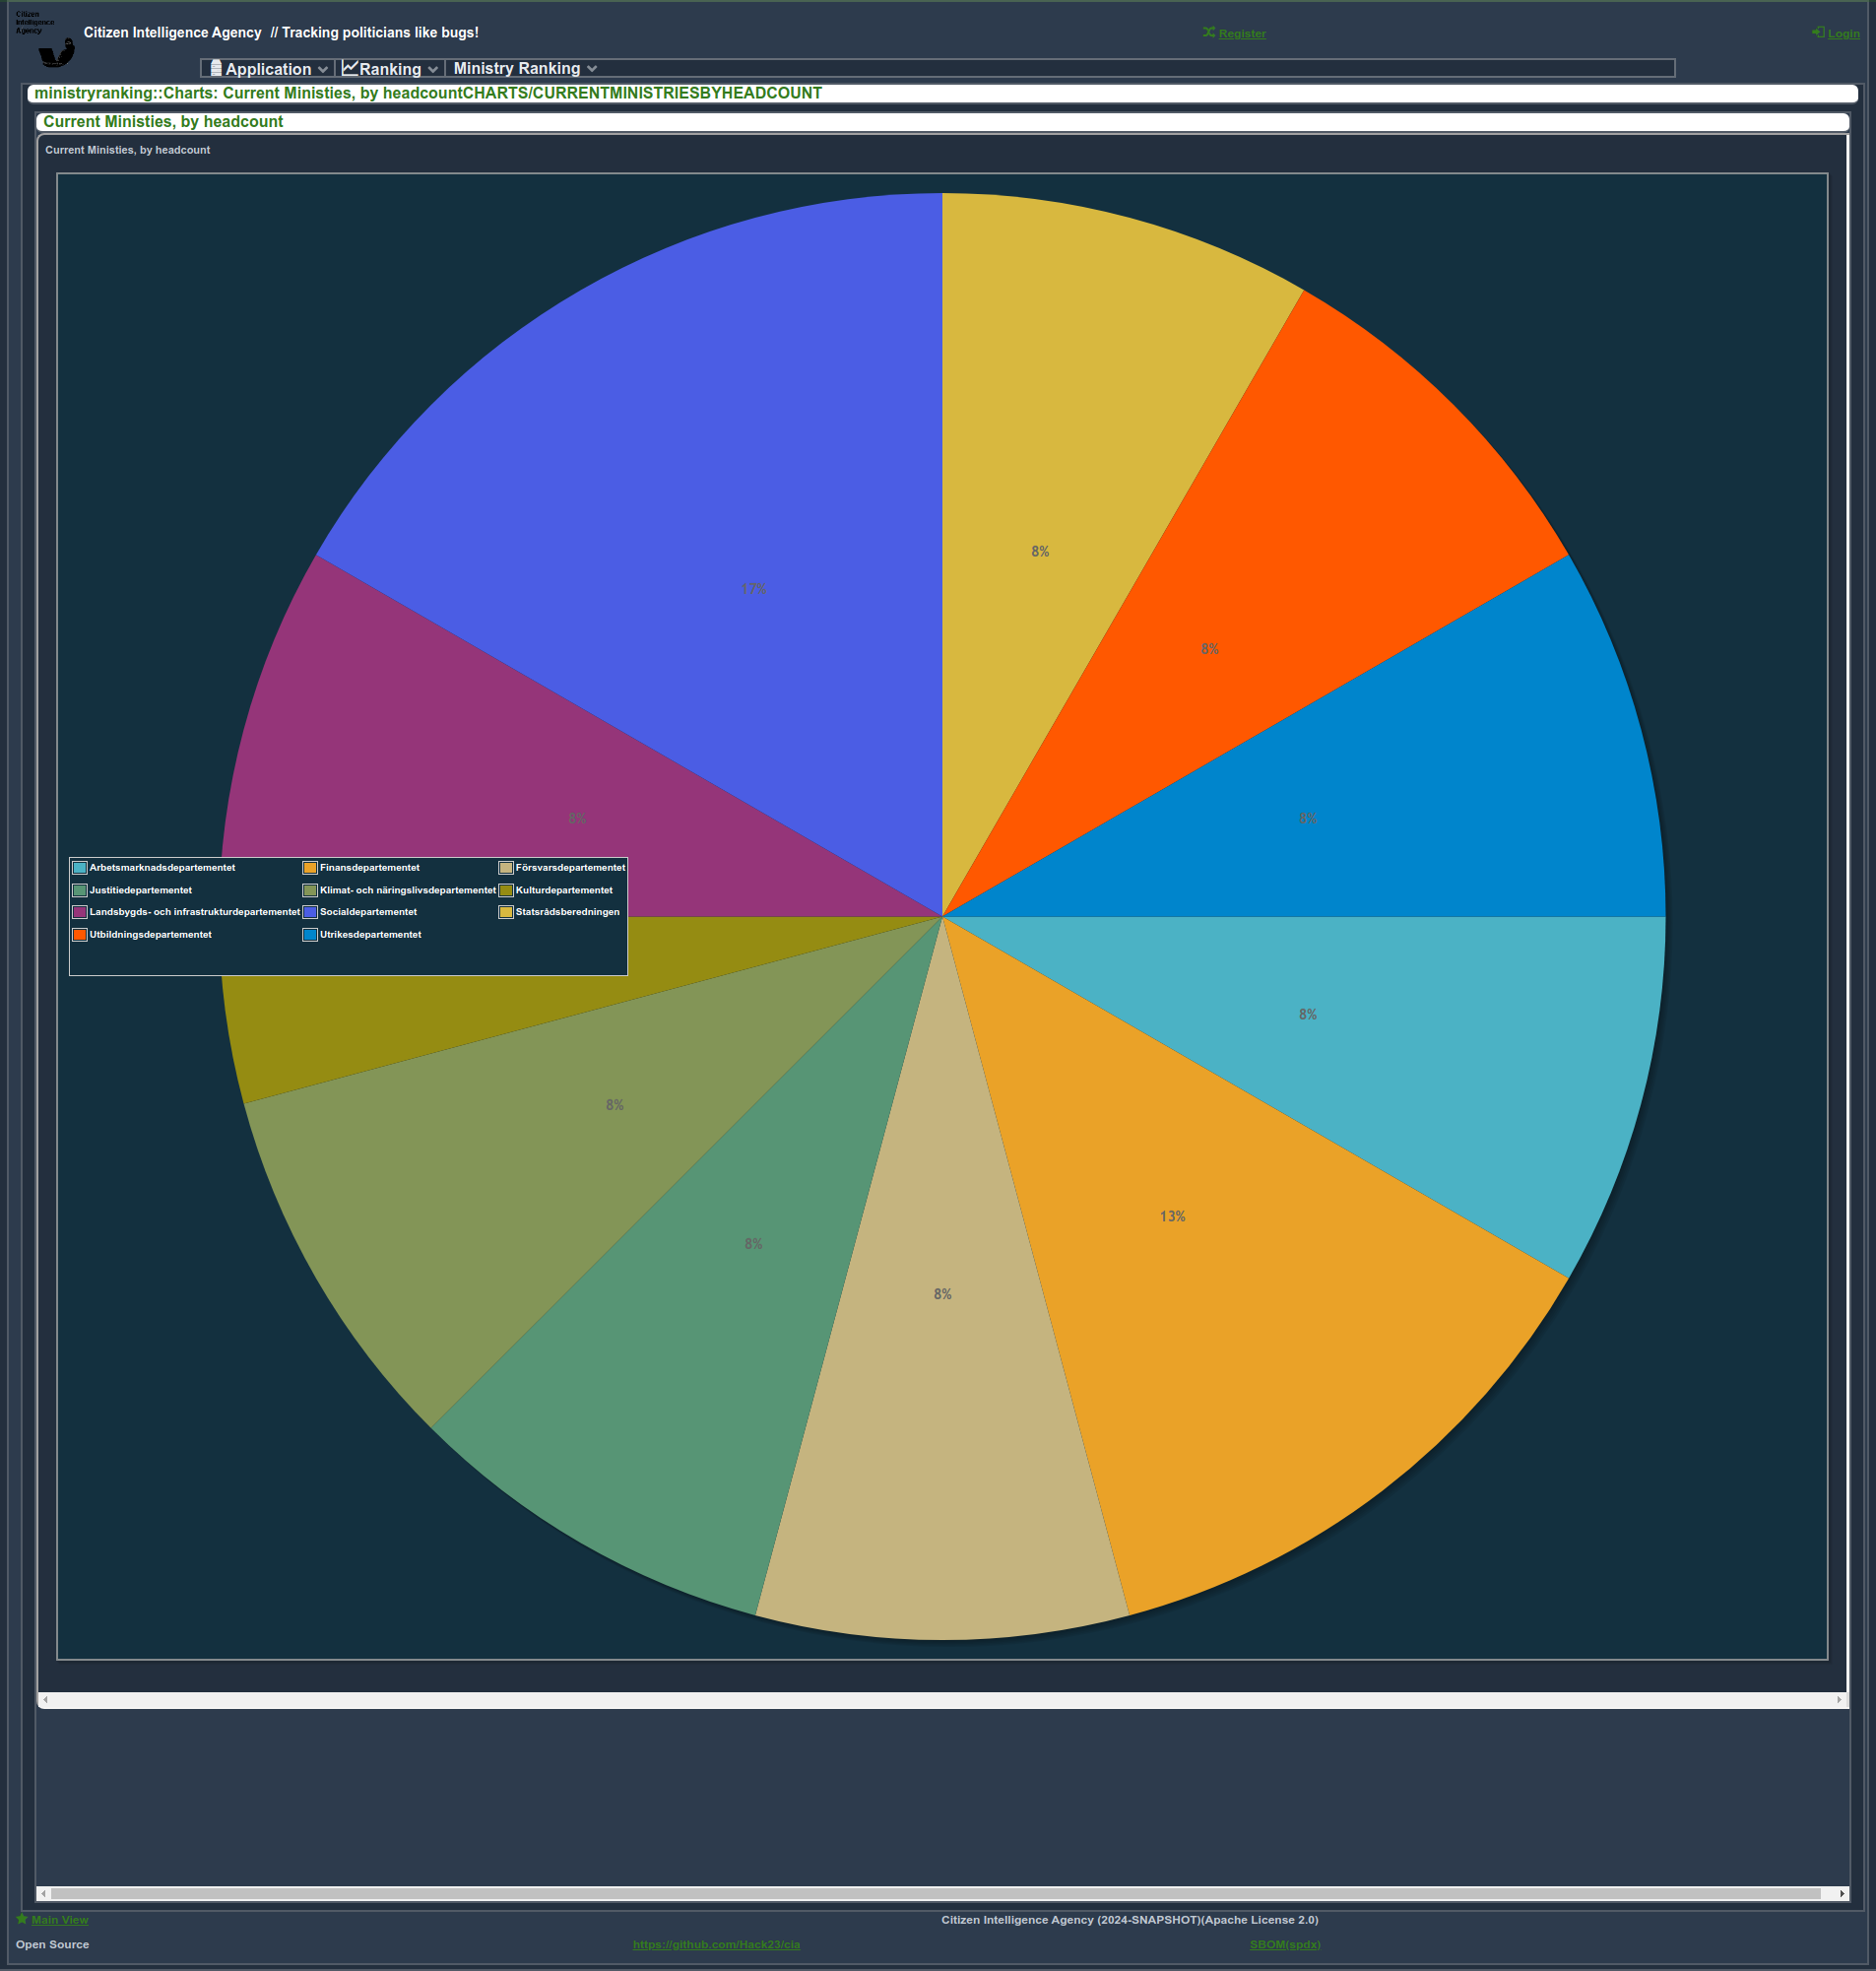 Citizen
Intelligence
Agency
Citizen Intelligence Agency // Tracking politicians like bugs!
Register
Login
Application
Ranking
Ministry Ranking
ministryranking::Charts: Current Ministies, by headcountCHARTS/CURRENTMINISTRIESBYHEADCOUNT
Current Ministies, by headcount
Current Ministies, by headcount
8%
17%
8%
8%
8%
Arbetsmarknadsdepartementet
Finansdepartementet
Försvarsdepartementet
Justitiedepartementet
Klimat- och näringslivsdepartementet
Kulturdepartementet
Landsbygds- och infrastrukturdepartementet
Socialdepartementet
Statsrådsberedningen
Utbildningsdepartementet
Utrikesdepartementet
8%
8%
13%
8%
8%
Main View
Citizen Intelligence Agency (2024-SNAPSHOT)(Apache License 2.0)
Open Source
https://github.com/Hack23/cia
SBOM(spdx)